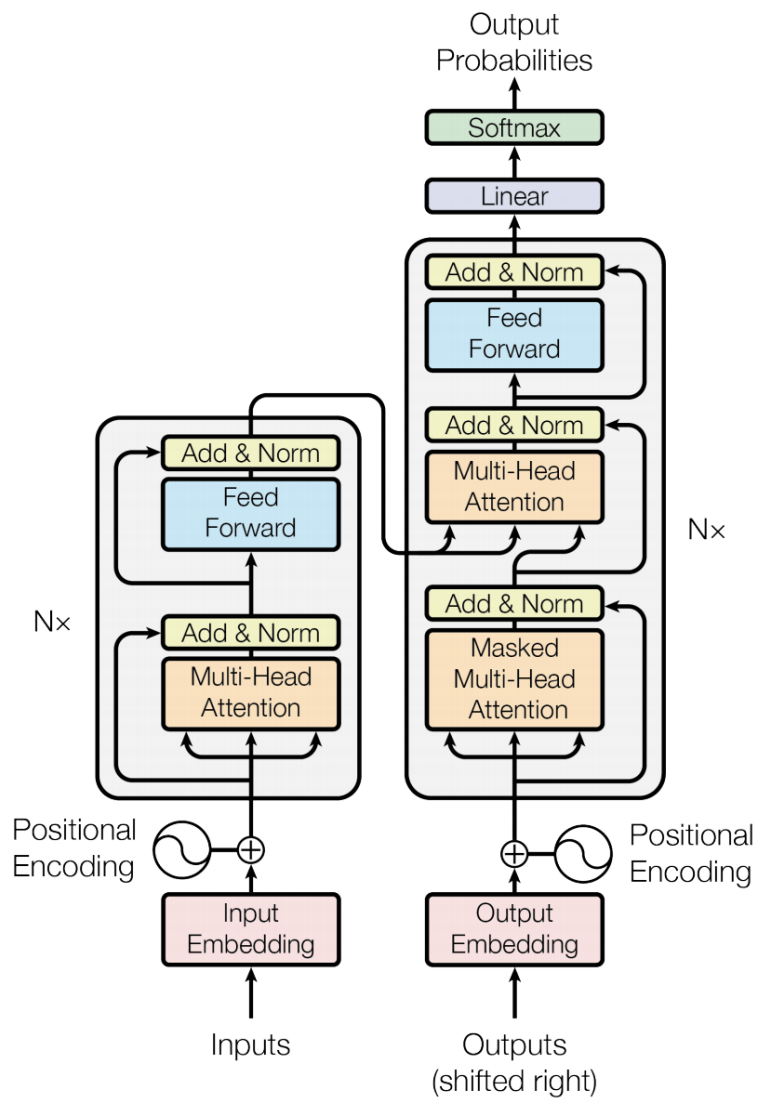 Output
Probabilities
Softmax
Linear
Add & Norm
Feed
Forward
Add & Norm
Multi-Head
Attention
N×
Add & Norm
Masked
Multi-Head
Attention
Add & Norm
Feed
Forward
N×
Add & Norm
Multi-Head
Attention
Positional
Encoding
Input
Embedding
Inputs
Positional
Encoding
Output
Embedding
Outputs
(shifted right)